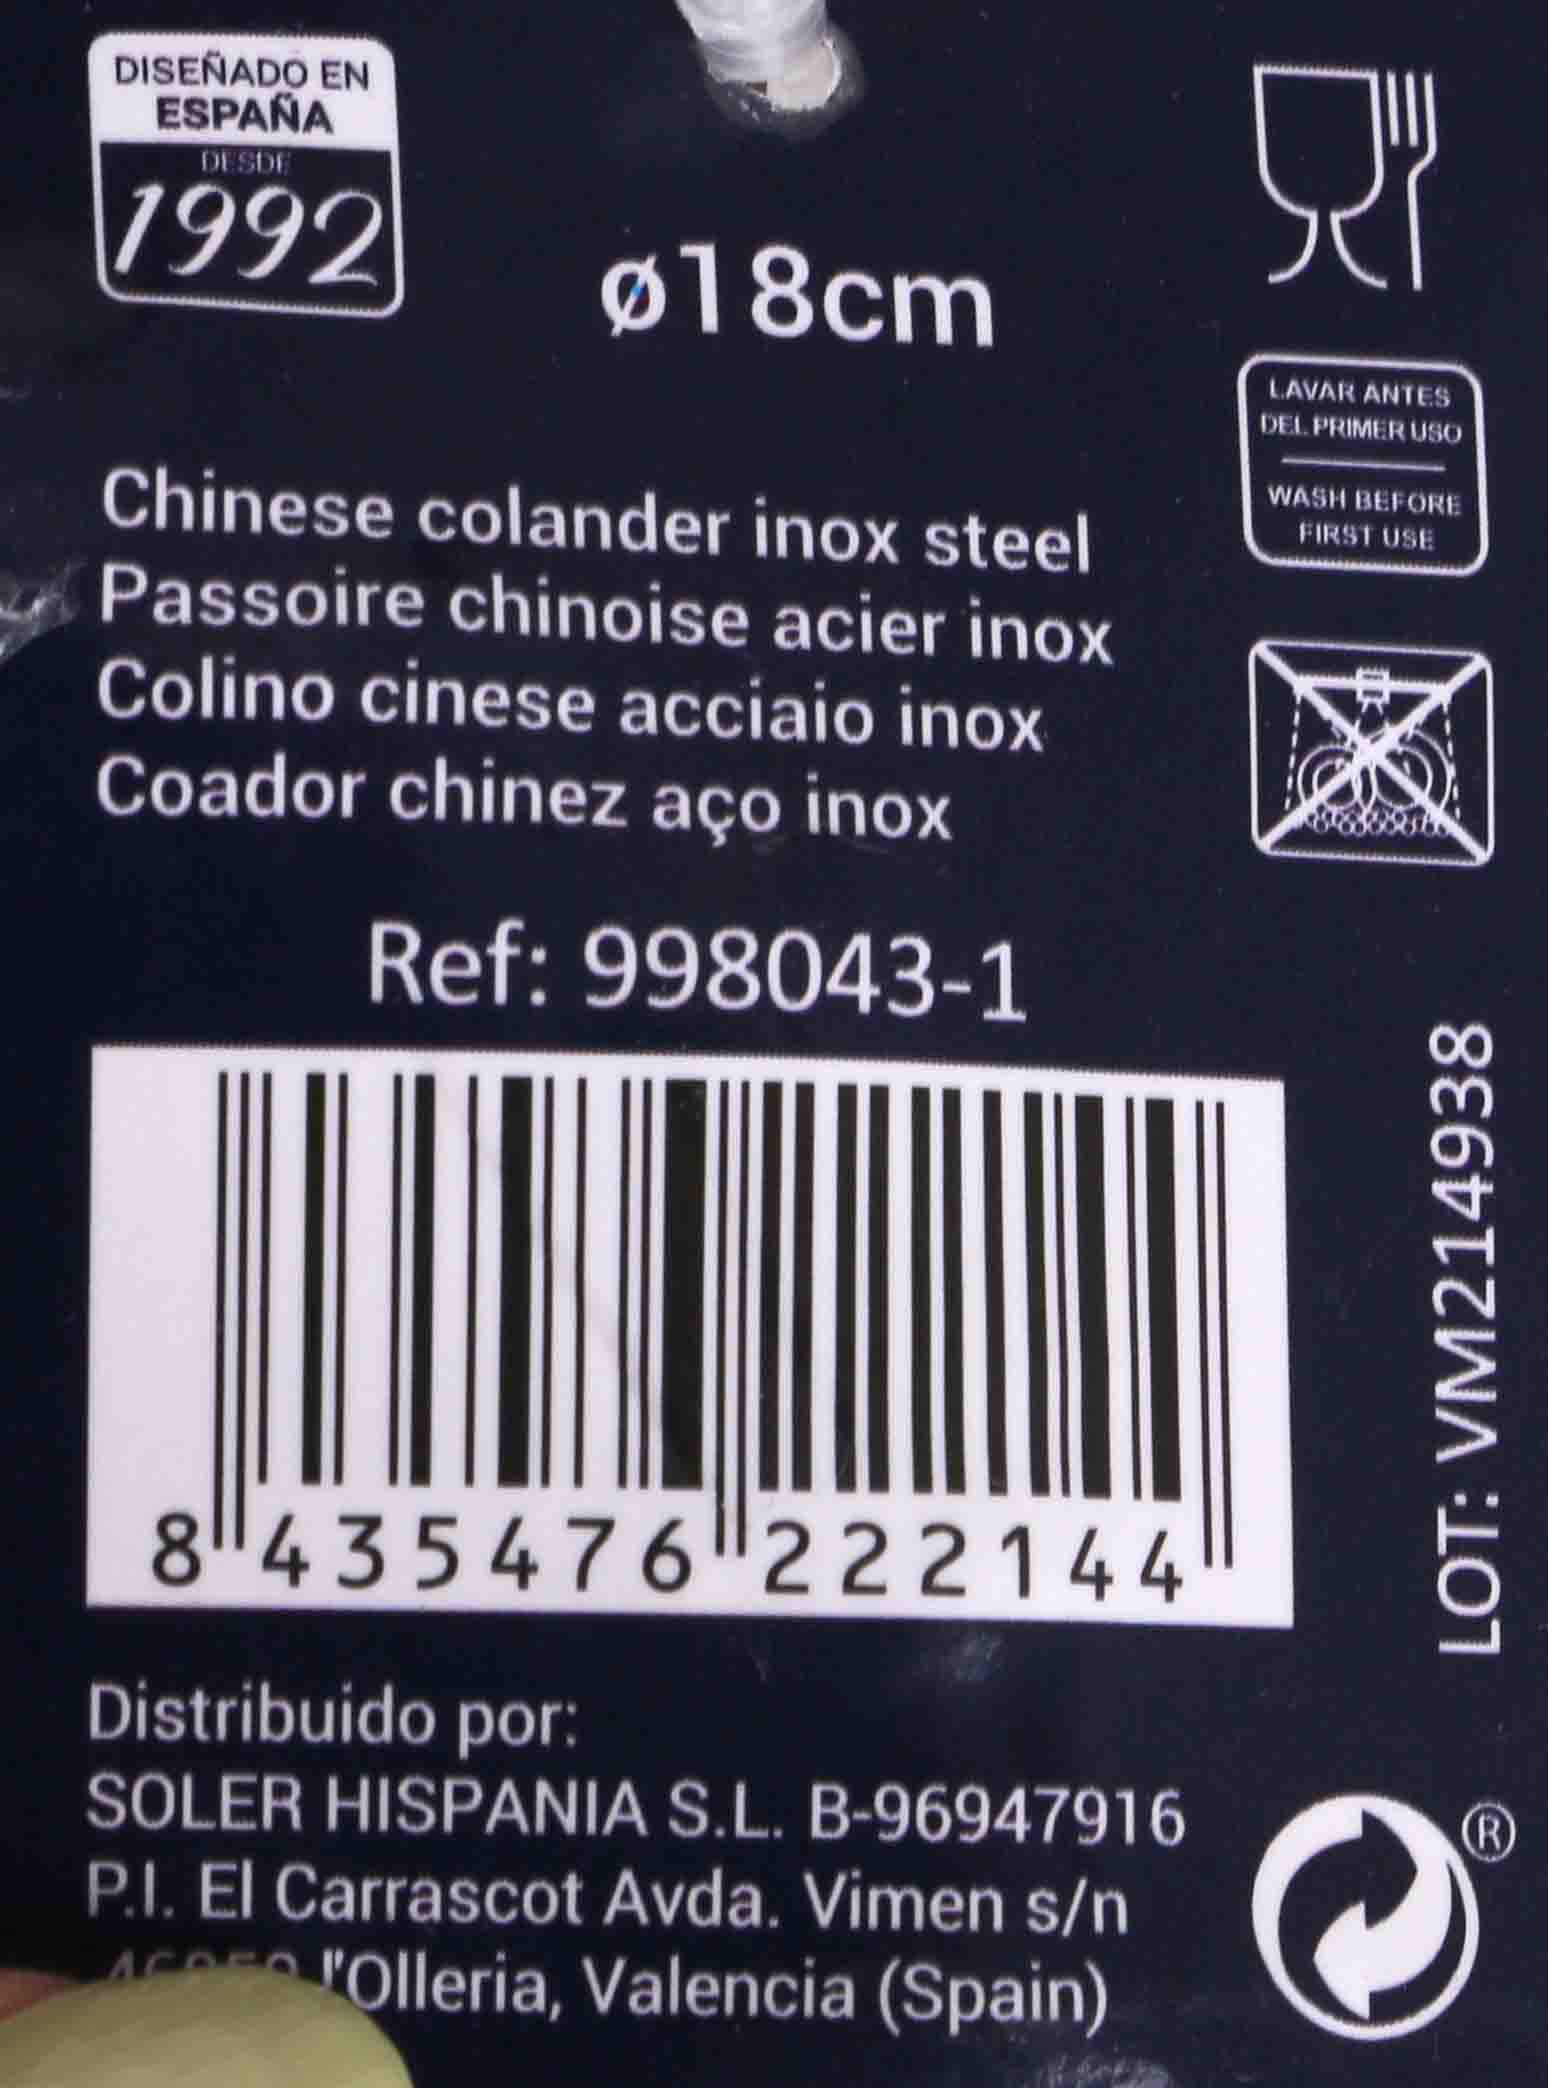 DISEÑADO EN
ESPAÑA
DESDE
1992
ø18cm
LAVAR ANTES
DEL PRIMER USO
WASH BEFORE
FIRST USE
Chinese colander inox steel
Passoire chinoise acier inox
Colino cinese acciaio inox
Coador chinez aço inox
Ref: 998043-1
8 435476 222144
LOT: VM214938
Distribuido por:
SOLER HISPANIA S.L. B-96947916
P.I. El Carrascot Avda. Vimen s/n
l'Olleria, Valencia (Spain)
®